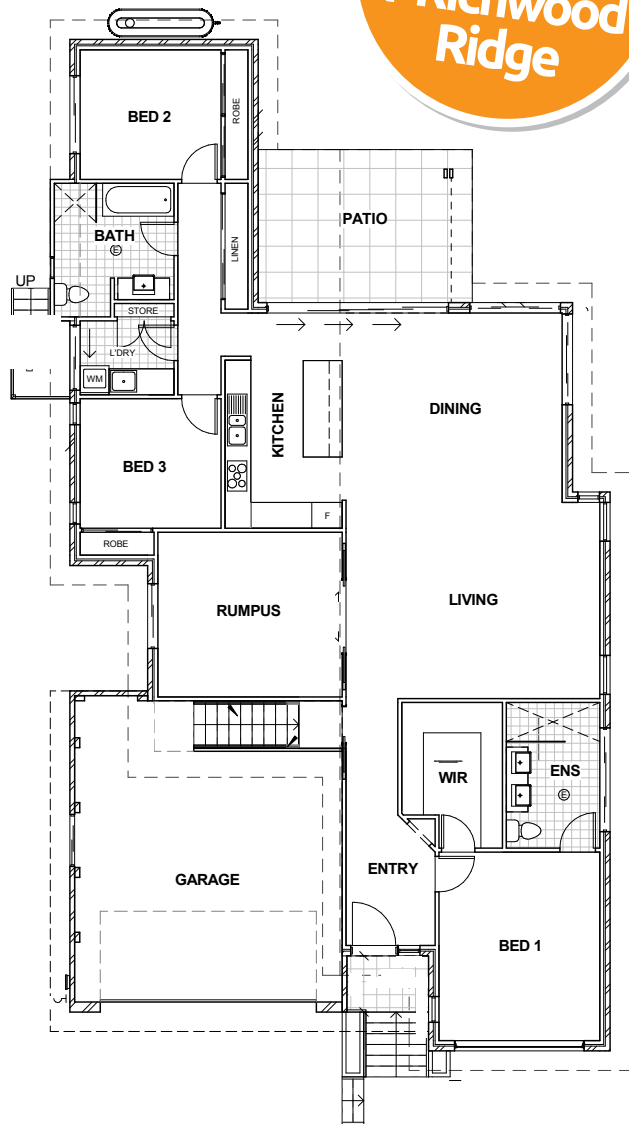 Richwood
Ridge
BED 2
ROBE
PATIO
BATH
E
LINEN
UP
STORE
L'DRY
WM
KITCHEN
DINING
BED 3
F
ROBE
RUMPUS
LIVING
WIR
ENS
E
GARAGE
ENTRY
BED 1